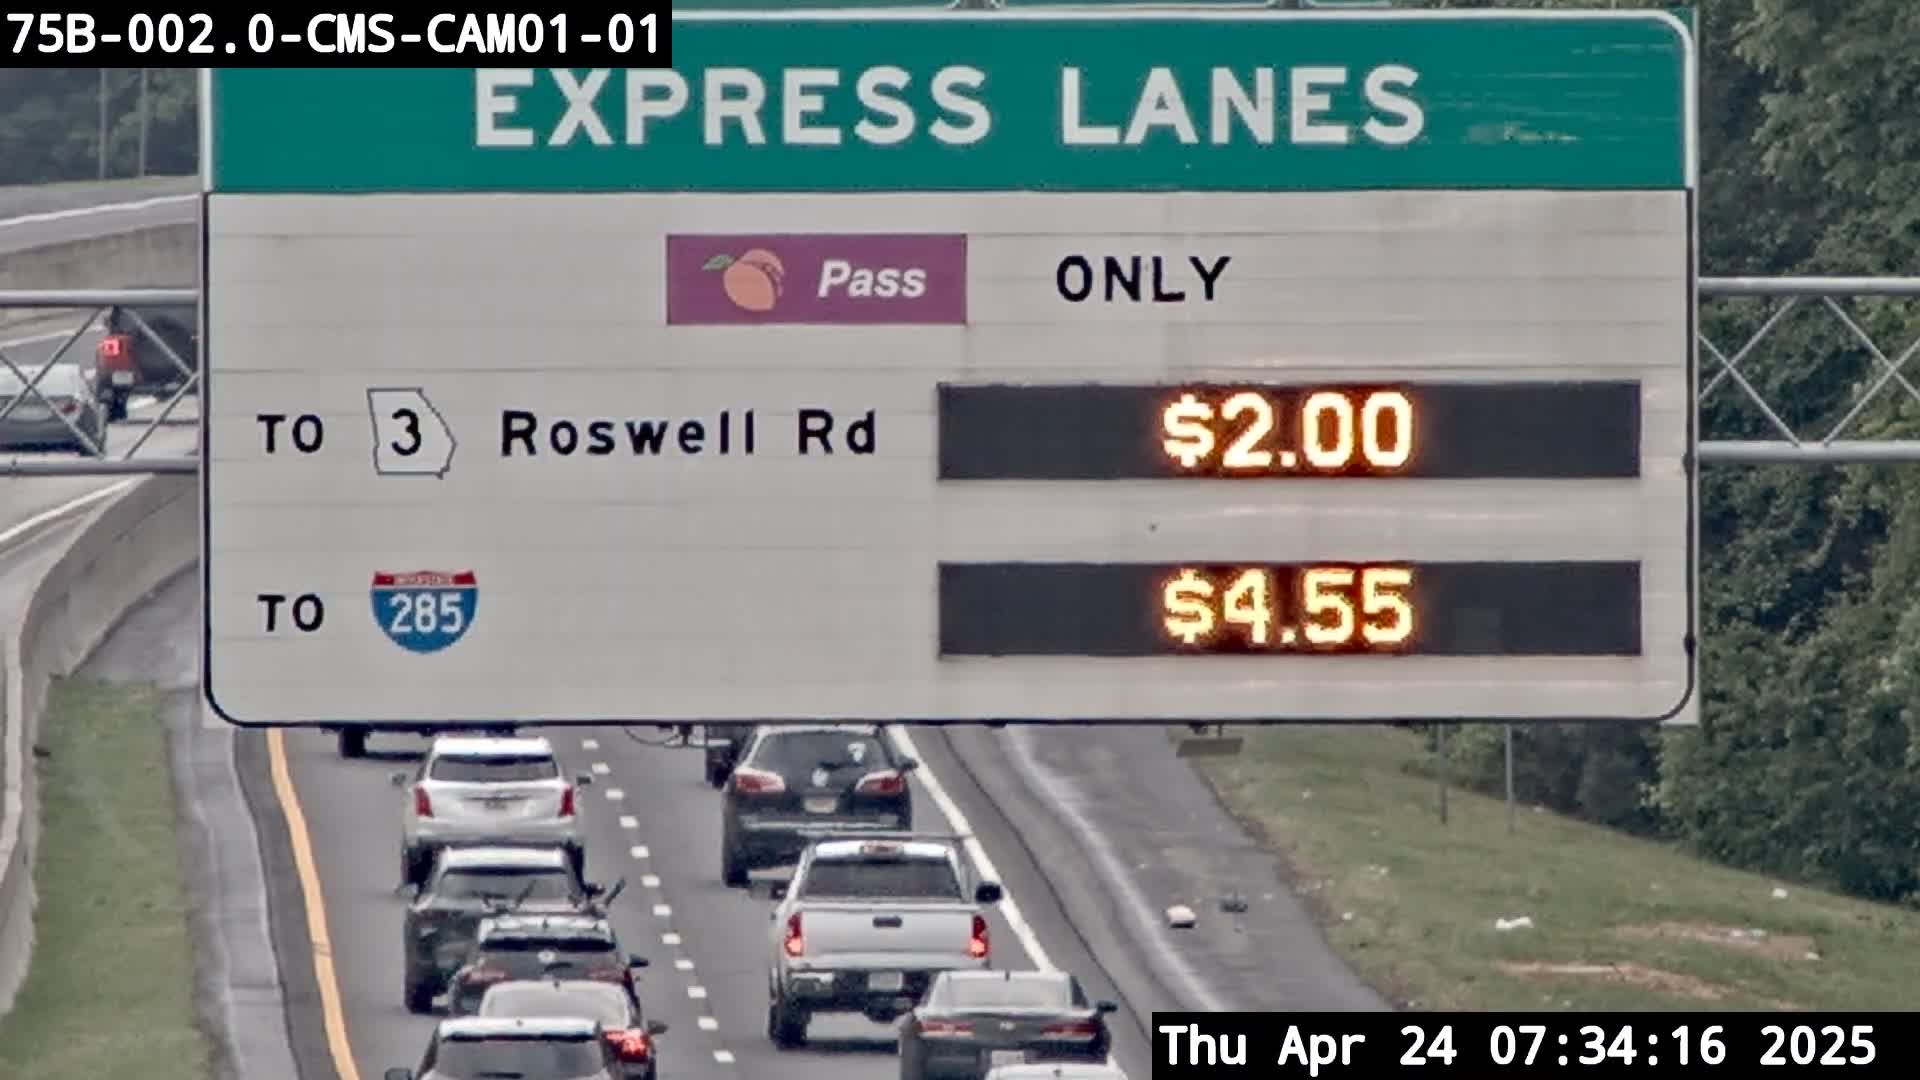 75B-002.0-CMS-CAM01-01
EXPRESS LANES
Pass ONLY
TO 3 Roswell Rd $2.00
INTERSTATE
TO 285 $4.55
Thu Apr 24 07:34:16 2025